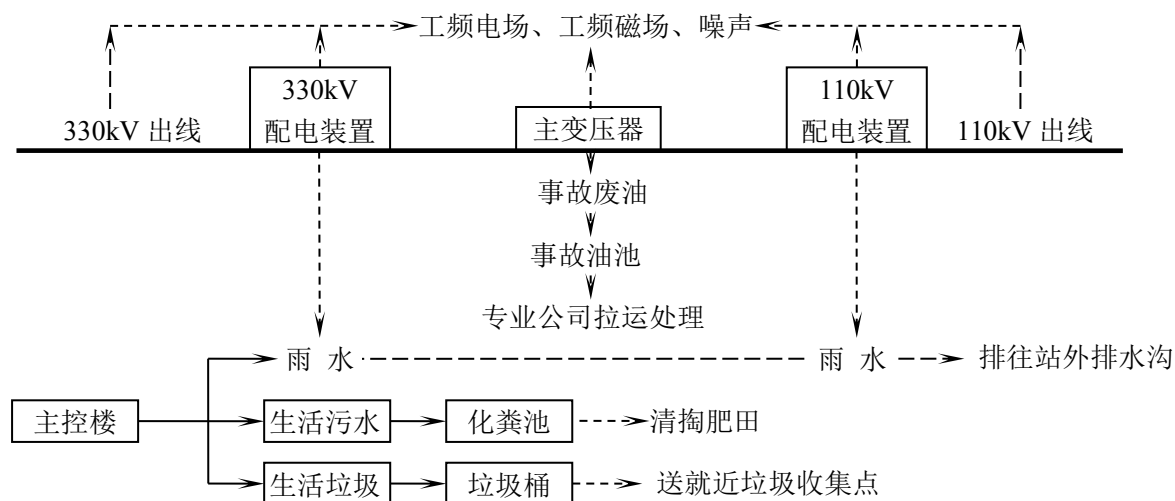 工频电场、工频磁场、噪声
330kV 出线
330kV
配电装置
主变压器
110kV
配电装置
110kV 出线
事故废油
事故油池
专业公司拉运处理
雨 水
雨 水
排往站外排水沟
主控楼
生活污水
化粪池
清掏肥田
生活垃圾
垃圾桶
送就近垃圾收集点